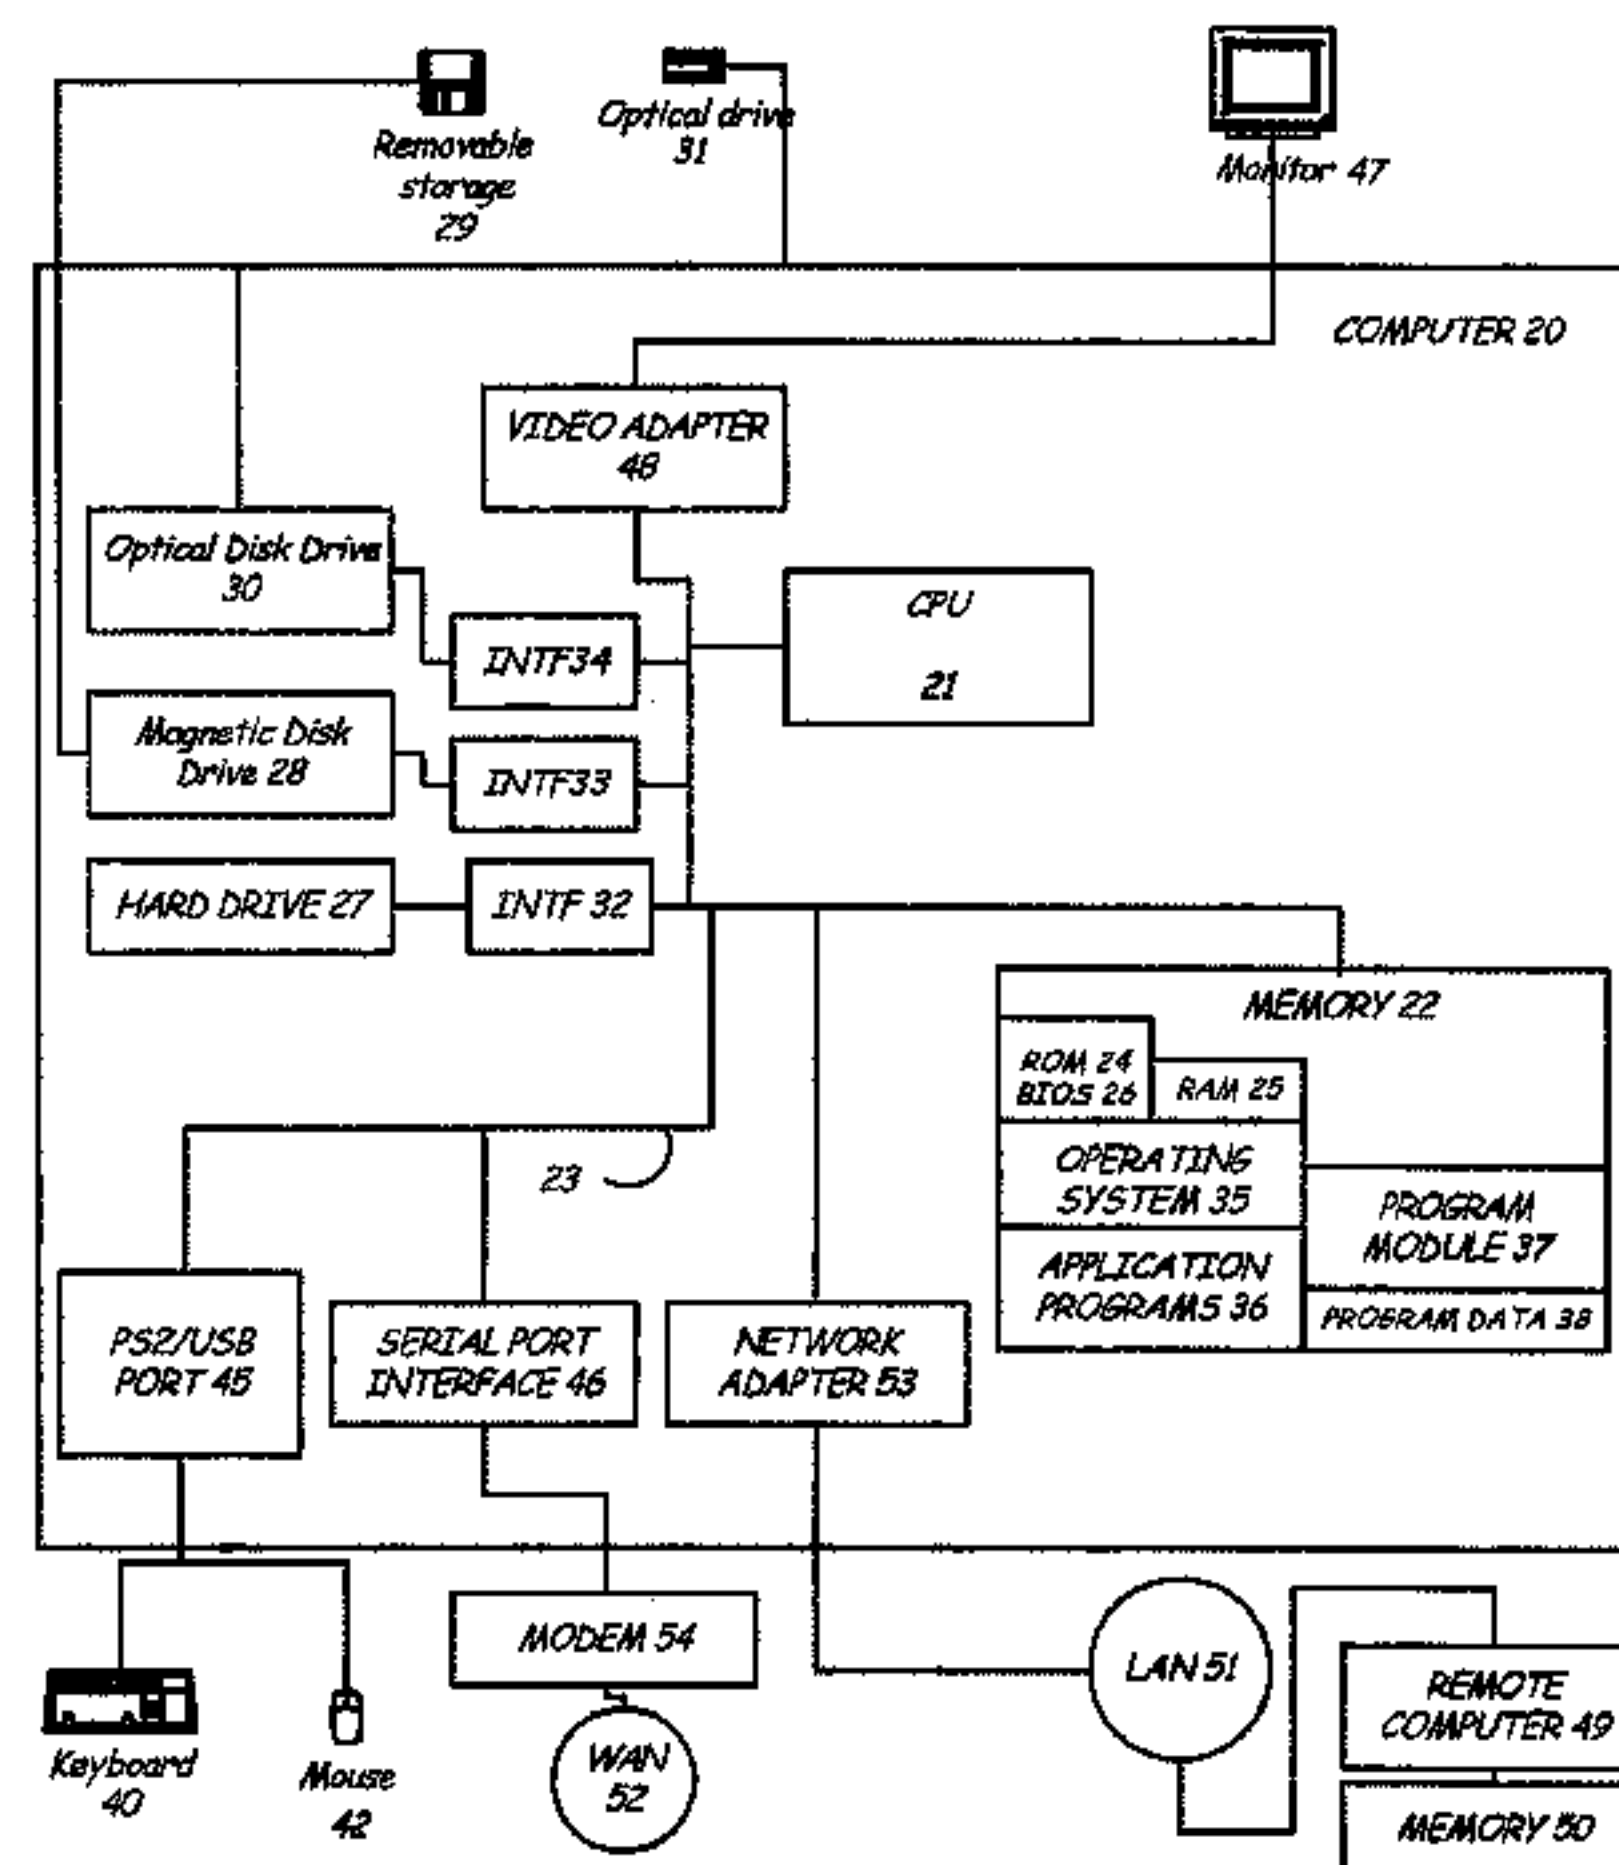 Removable
storage
29
Optical drive
31
Monitor 47
COMPUTER 20
VIDEO ADAPTER
48
Optical Disk Drive
30
CPU
21
INTF34
Magnetic Disk
Drive 28
INTF33
HARD DRIVE 27
INTF 32
MEMORY 22
ROM 24
BIOS 26
RAM 25
OPERATING
SYSTEM 35
PROGRAM
MODULE 37
APPLICATION
PROGRAMS 36
PROGRAM DATA 38
23
PS2/USB
PORT 45
SERIAL PORT
INTERFACE 46
NETWORK
ADAPTER 53
MODEM 54
LAN 51
REMOTE
COMPUTER 49
Keyboard
40
Mouse
42
WAN
52
MEMORY 50